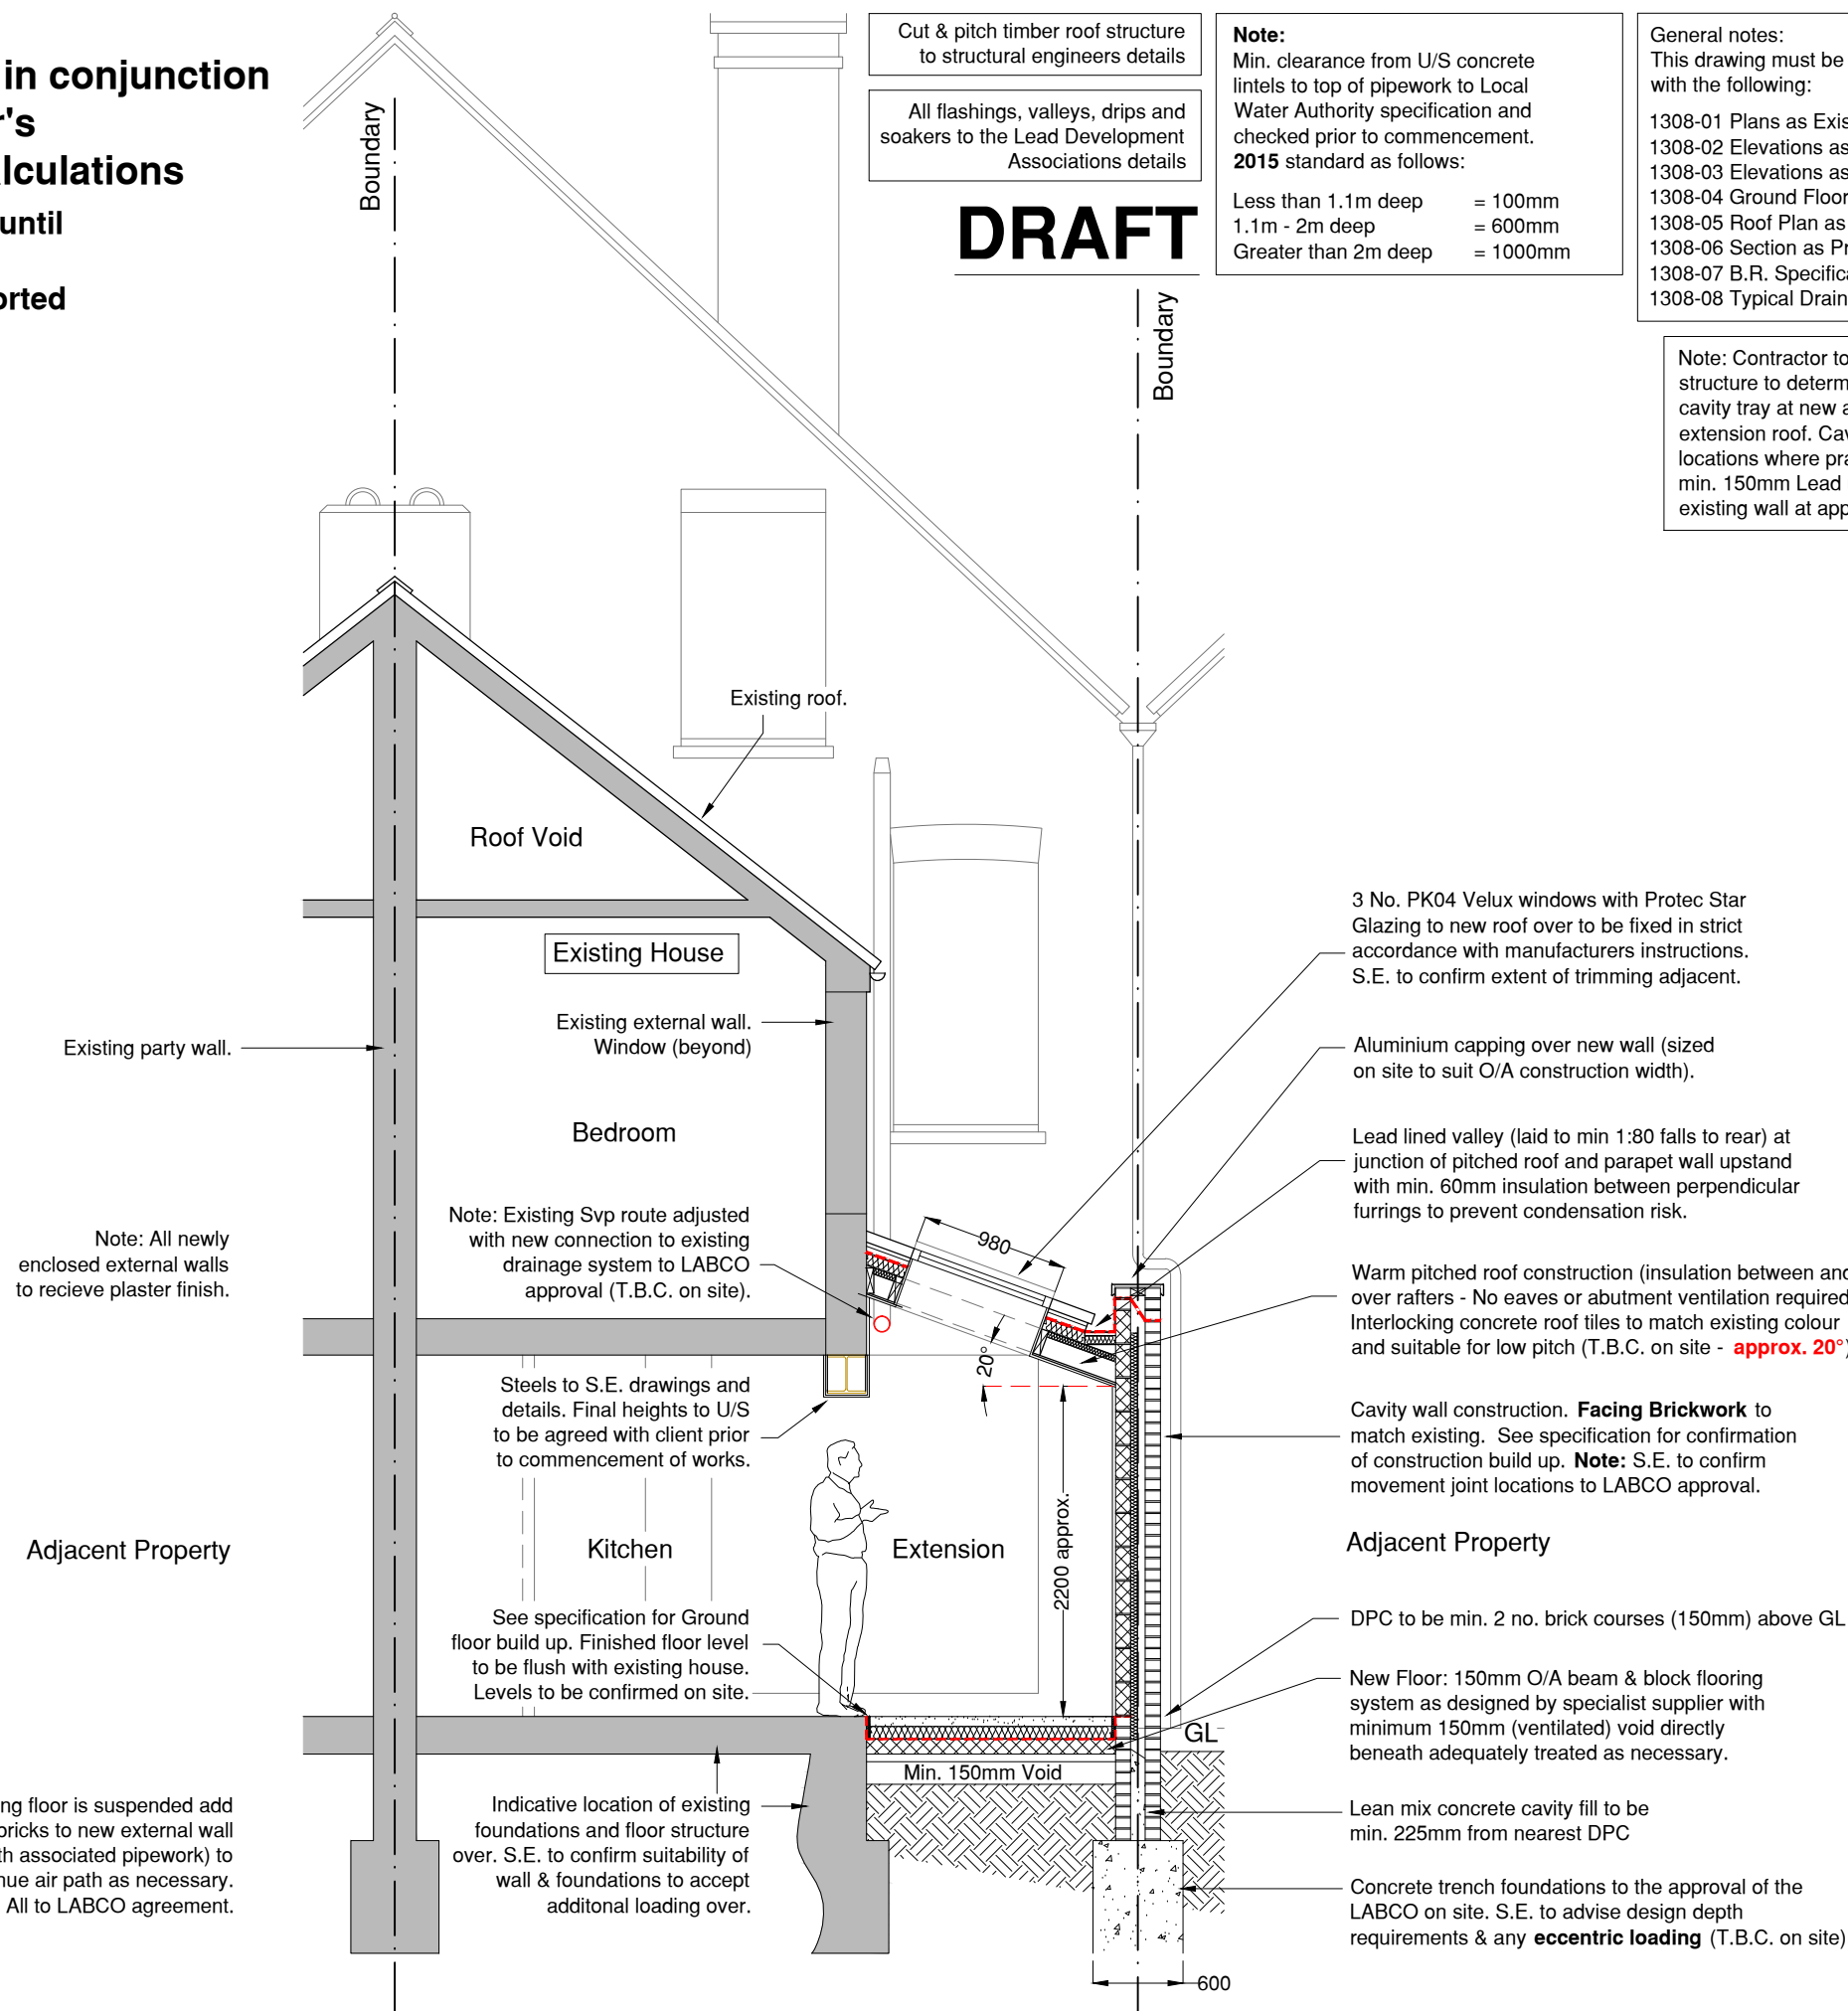 in conjunction
r's
lculations
until
orted
Boundary
Cut & pitch timber roof structure
to structural engineers details
All flashings, valleys, drips and
soakers to the Lead Development
Associations details
DRAFT
Note:
Min. clearance from U/S concrete
lintels to top of pipework to Local
Water Authority specification and
checked prior to commencement.
2015 standard as follows:
Less than 1.1m deep = 100mm
1.1m - 2m deep = 600mm
Greater than 2m deep = 1000mm
General notes:
This drawing must be
with the following:
1308-01 Plans as Exis
1308-02 Elevations as
1308-03 Elevations as
1308-04 Ground Floor
1308-05 Roof Plan as
1308-06 Section as Pr
1308-07 B.R. Specifica
1308-08 Typical Drain
Boundary
Note: Contractor to
structure to determ
cavity tray at new a
extension roof. Cav
locations where pra
min. 150mm Lead
existing wall at app
Existing roof.
Roof Void
Existing House
Existing external wall.
Window (beyond)
Existing party wall.
Bedroom
Note: Existing Svp route adjusted
with new connection to existing
drainage system to LABCO
approval (T.B.C. on site).
Note: All newly
enclosed external walls
to recieve plaster finish.
980
20°
3 No. PK04 Velux windows with Protec Star
Glazing to new roof over to be fixed in strict
accordance with manufacturers instructions.
S.E. to confirm extent of trimming adjacent.
Aluminium capping over new wall (sized
on site to suit O/A construction width).
Lead lined valley (laid to min 1:80 falls to rear) at
junction of pitched roof and parapet wall upstand
with min. 60mm insulation between perpendicular
furrings to prevent condensation risk.
Warm pitched roof construction (insulation between and
over rafters - No eaves or abutment ventilation required
Interlocking concrete roof tiles to match existing colour
and suitable for low pitch (T.B.C. on site - approx. 20°)
Steels to S.E. drawings and
details. Final heights to U/S
to be agreed with client prior
to commencement of works.
Cavity wall construction. Facing Brickwork to
match existing. See specification for confirmation
of construction build up. Note: S.E. to confirm
movement joint locations to LABCO approval.
Adjacent Property
Kitchen
Extension
2200 approx.
Adjacent Property
See specification for Ground
floor build up. Finished floor level
to be flush with existing house.
Levels to be confirmed on site.
DPC to be min. 2 no. brick courses (150mm) above GL
New Floor: 150mm O/A beam & block flooring
system as designed by specialist supplier with
minimum 150mm (ventilated) void directly
beneath adequately treated as necessary.
GL
Min. 150mm Void
ng floor is suspended add
bricks to new external wall
th associated pipework) to
nue air path as necessary.
All to LABCO agreement.
Indicative location of existing
foundations and floor structure
over. S.E. to confirm suitability of
wall & foundations to accept
additonal loading over.
Lean mix concrete cavity fill to be
min. 225mm from nearest DPC
Concrete trench foundations to the approval of the
LABCO on site. S.E. to advise design depth
requirements & any eccentric loading (T.B.C. on site)
600